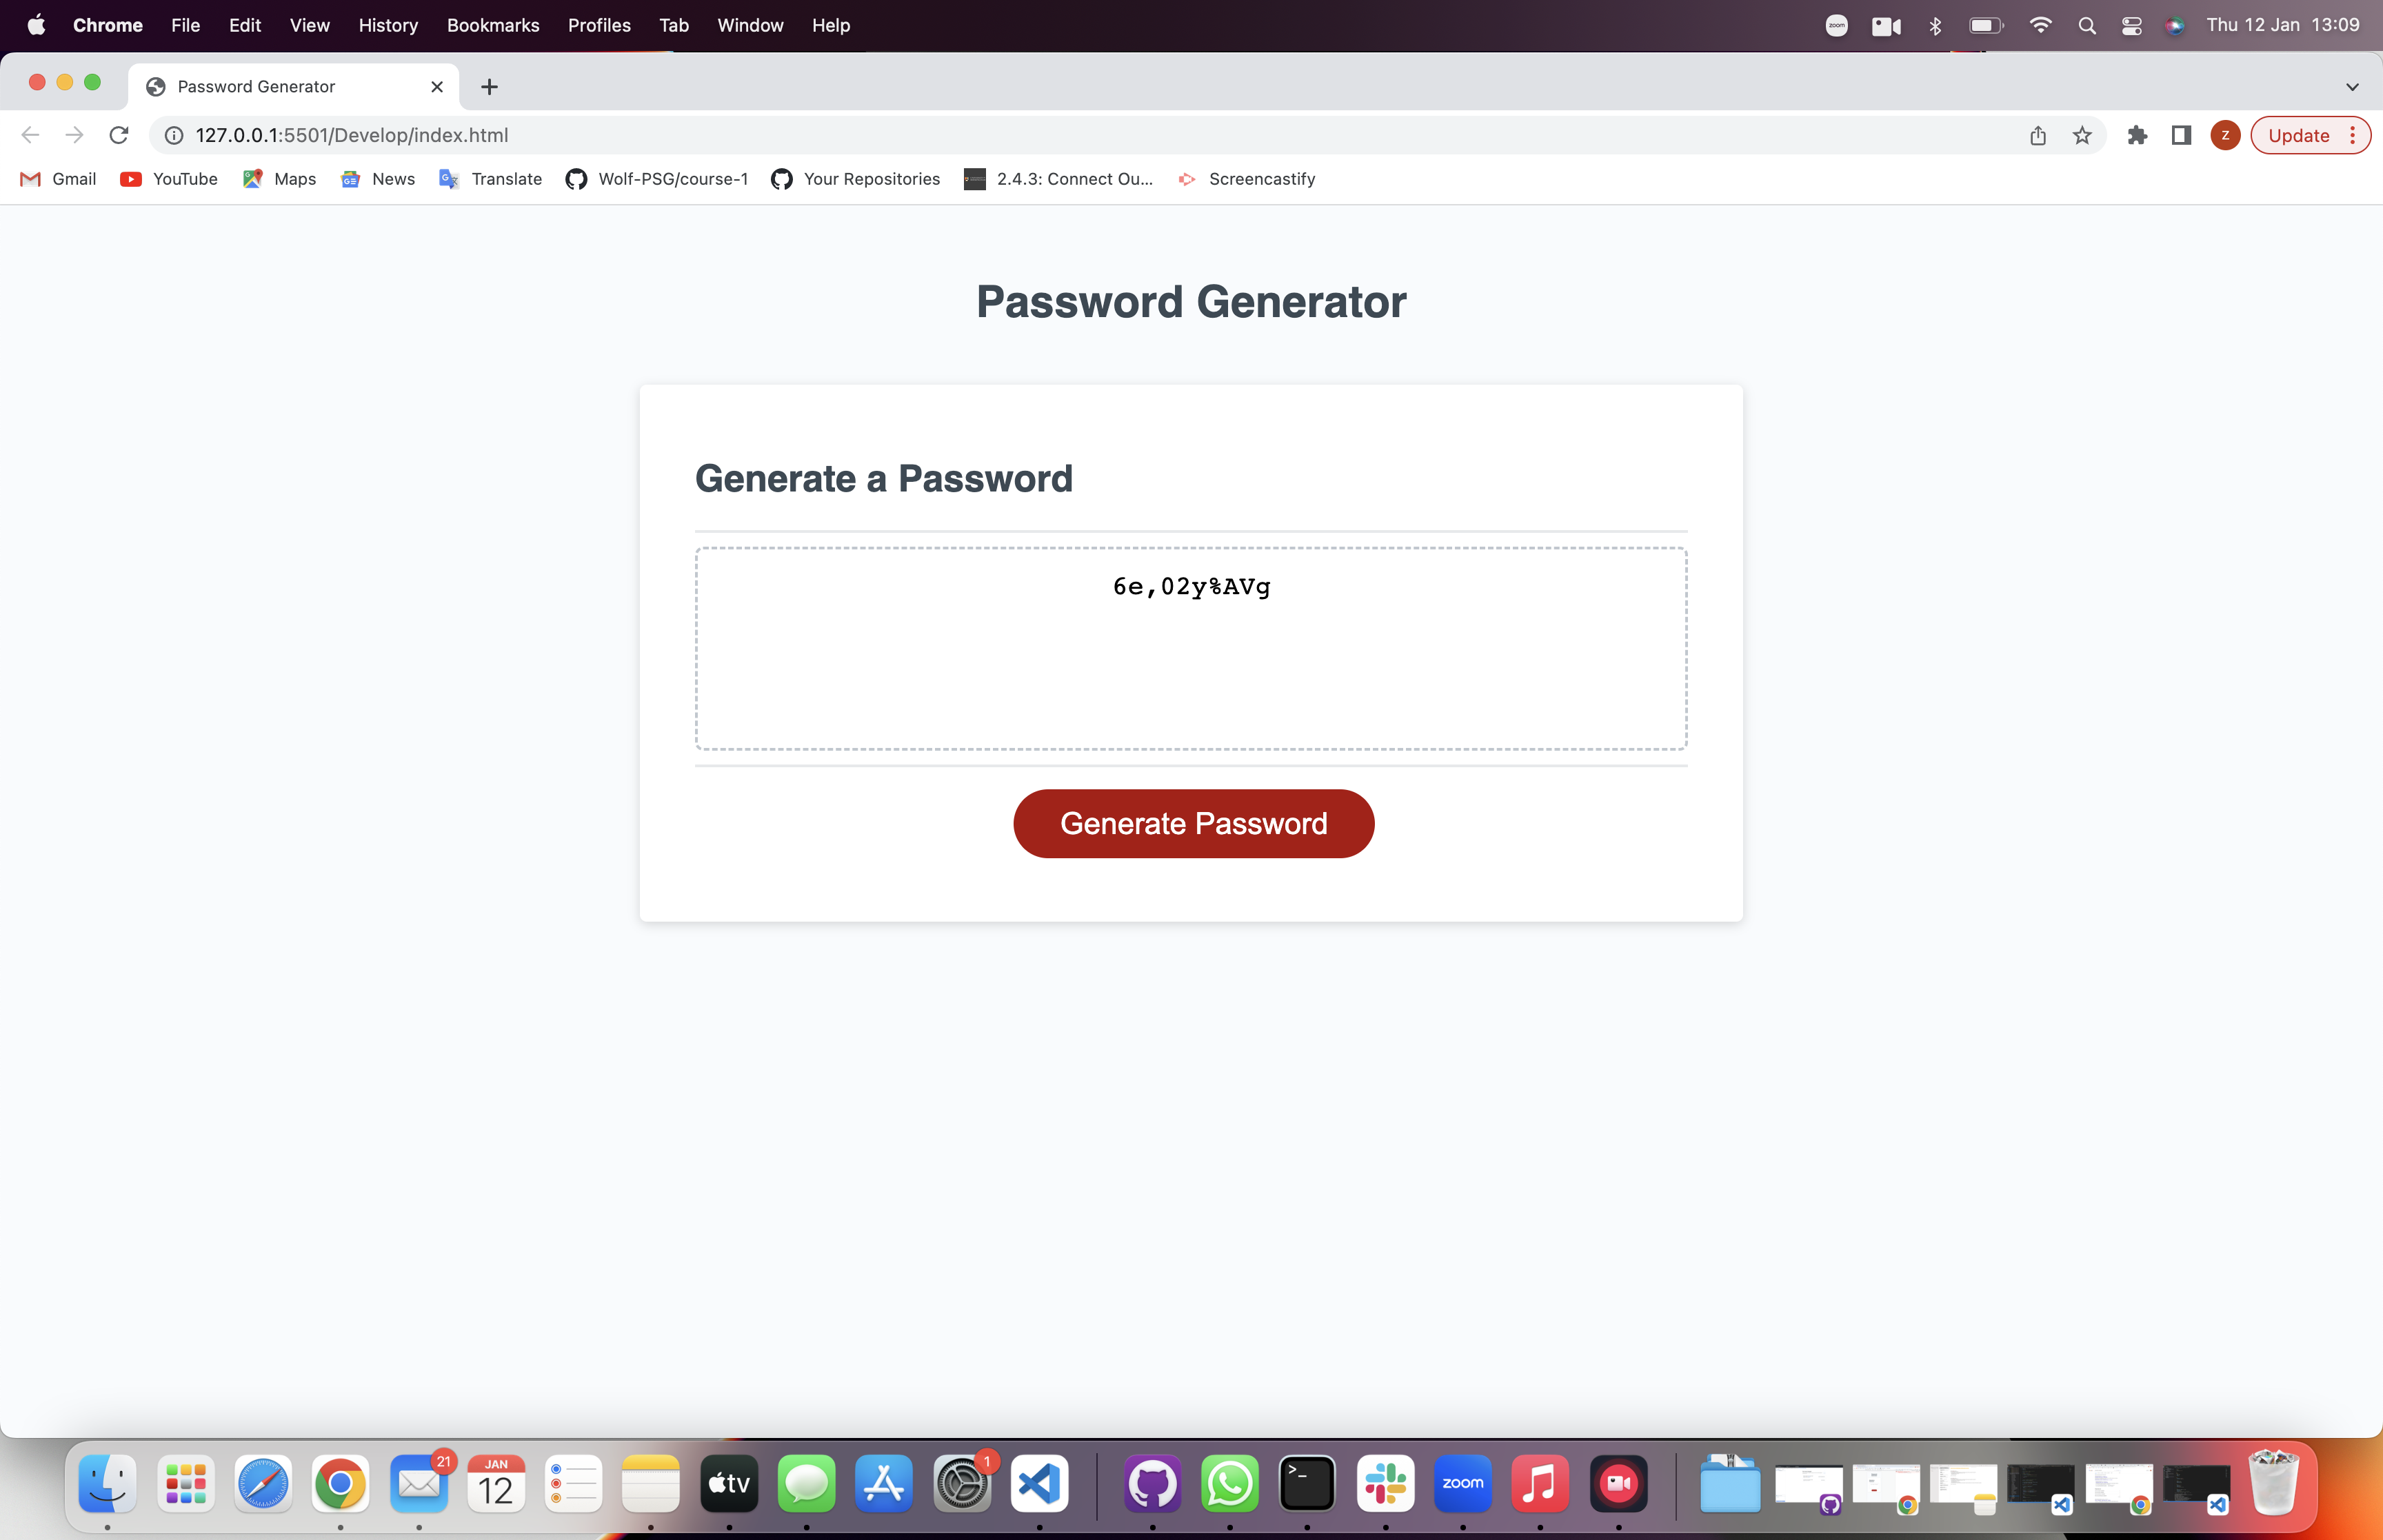 Chrome File Edit View History Bookmarks Profiles Tab Window Help zoom Thu 12 Jan 13:09
Password Generator
127.0.0.1:5501/Develop/index.html Z Update
Gmail YouTube Maps News Translate Wolf-PSG/course-1 Your Repositories 2.4.3: Connect Ou... Screencastify
Password Generator
Generate a Password
6e,02y%AVg
Generate Password
21 JAN 12 tv 1 >_ zoom